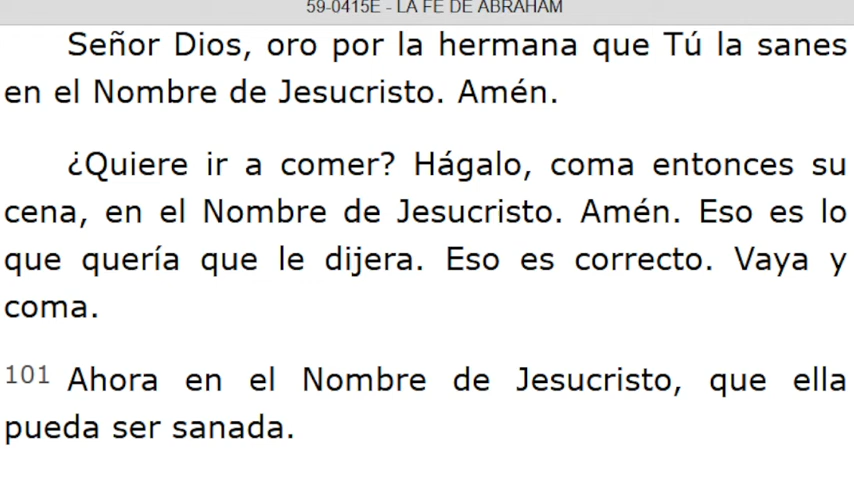 59-0415E - LA FE DE ABRAHAM
Señor Dios, oro por la hermana que Tú la sanes
en el Nombre de Jesucristo. Amén.
¿Quiere ir a comer? Hágalo, coma entonces su
cena, en el Nombre de Jesucristo. Amén. Eso es lo
que quería que le dijera. Eso es correcto. Vaya y
coma.
101 Ahora en el Nombre de Jesucristo, que ella
pueda ser sanada.